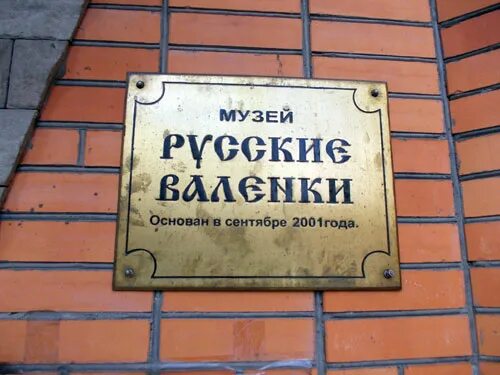 МУЗЕЙ
РУССКИЕ
ВАЛЕНКИ
Основан в сентябре 2001года.